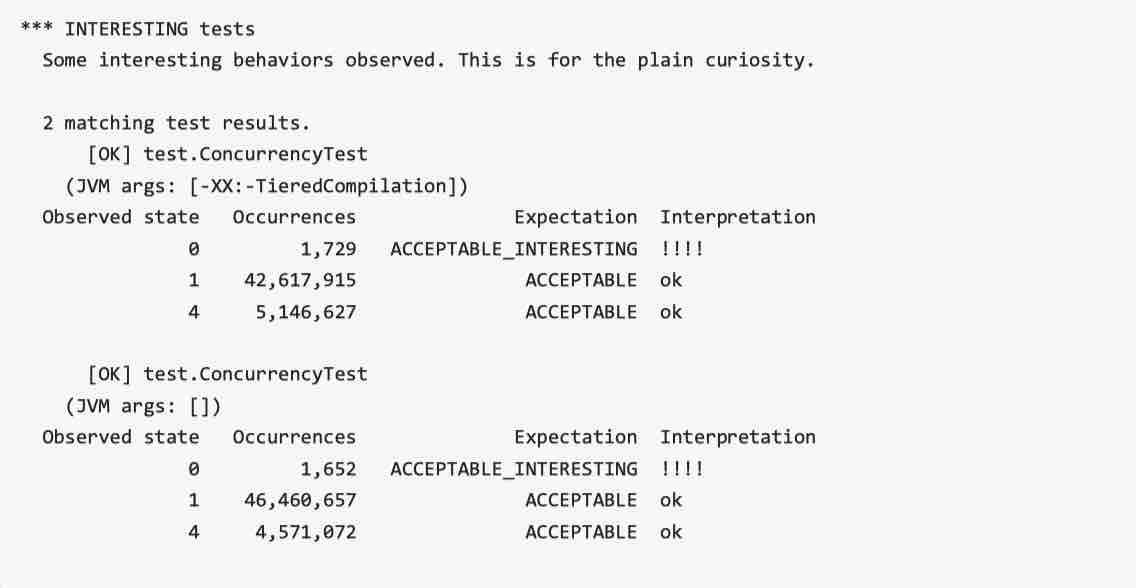 *** INTERESTING tests
Some interesting behaviors observed. This is for the plain curiosity.
2 matching test results.
[OK] test.ConcurrencyTest
(JVM args: [-XX:-TieredCompilation])
Observed state Occurrences Expectation Interpretation
0 1,729 ACCEPTABLE_INTERESTING !!!!
1 42,617,915 ACCEPTABLE ok
4 5,146,627 ACCEPTABLE ok
[OK] test.ConcurrencyTest
(JVM args: [])
Observed state Occurrences Expectation Interpretation
0 1,652 ACCEPTABLE_INTERESTING !!!!
1 46,460,657 ACCEPTABLE ok
4 4,571,072 ACCEPTABLE ok